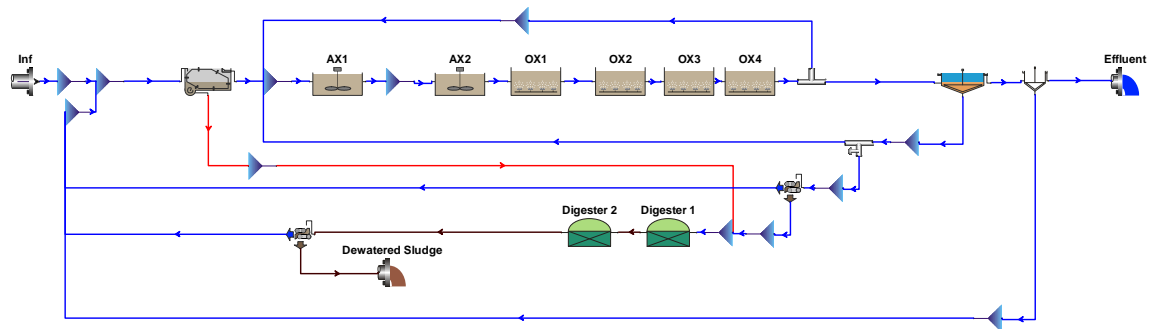 Inf
AX1
AX2
OX1
OX2
OX3
OX4
Effluent
Digester 2
Digester 1
Dewatered Sludge